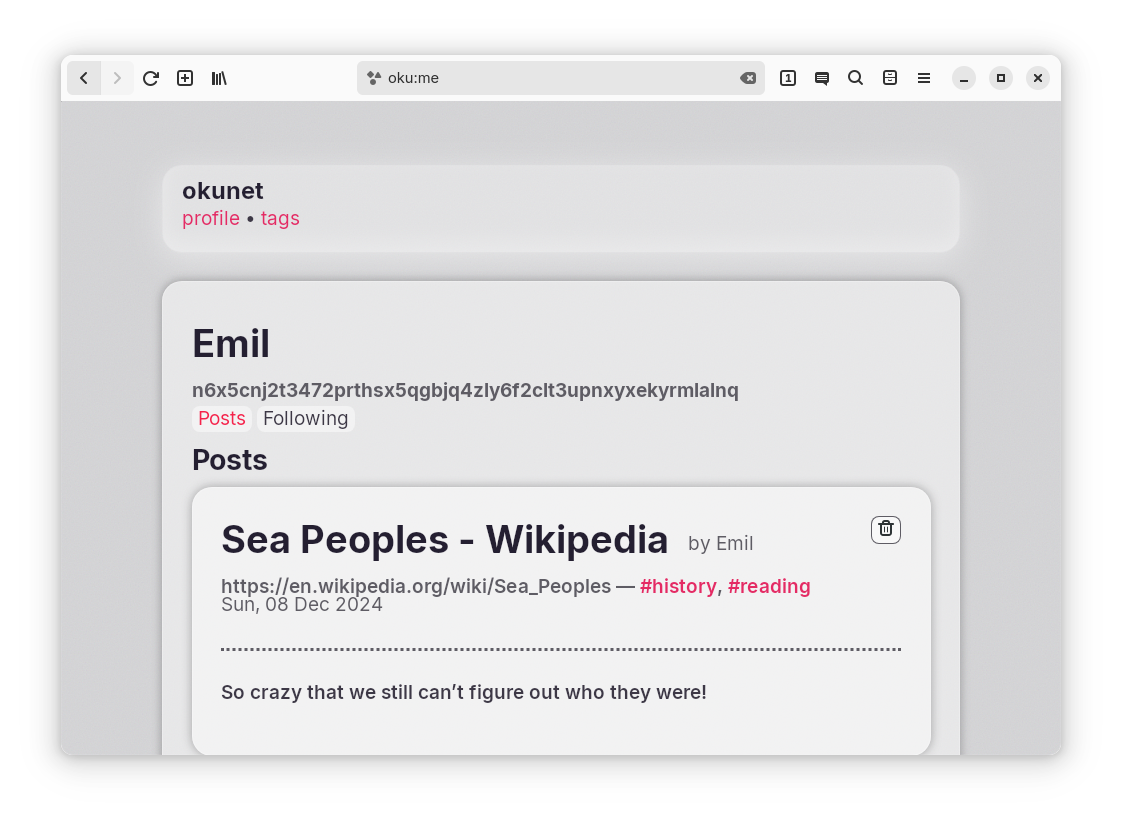 oku:me
1
okunet
profile • tags
Emil
n6x5cnj2t3472prthsx5qgbjq4zly6f2clt3upnxyxekyrmlalnq
Posts Following
Posts
Sea Peoples - Wikipedia by Emil
https://en.wikipedia.org/wiki/Sea_Peoples — #history, #reading
Sun, 08 Dec 2024
So crazy that we still can’t figure out who they were!